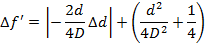 Δf′ = |−2d/4D Δd| + (d²/4D² + 1/4)